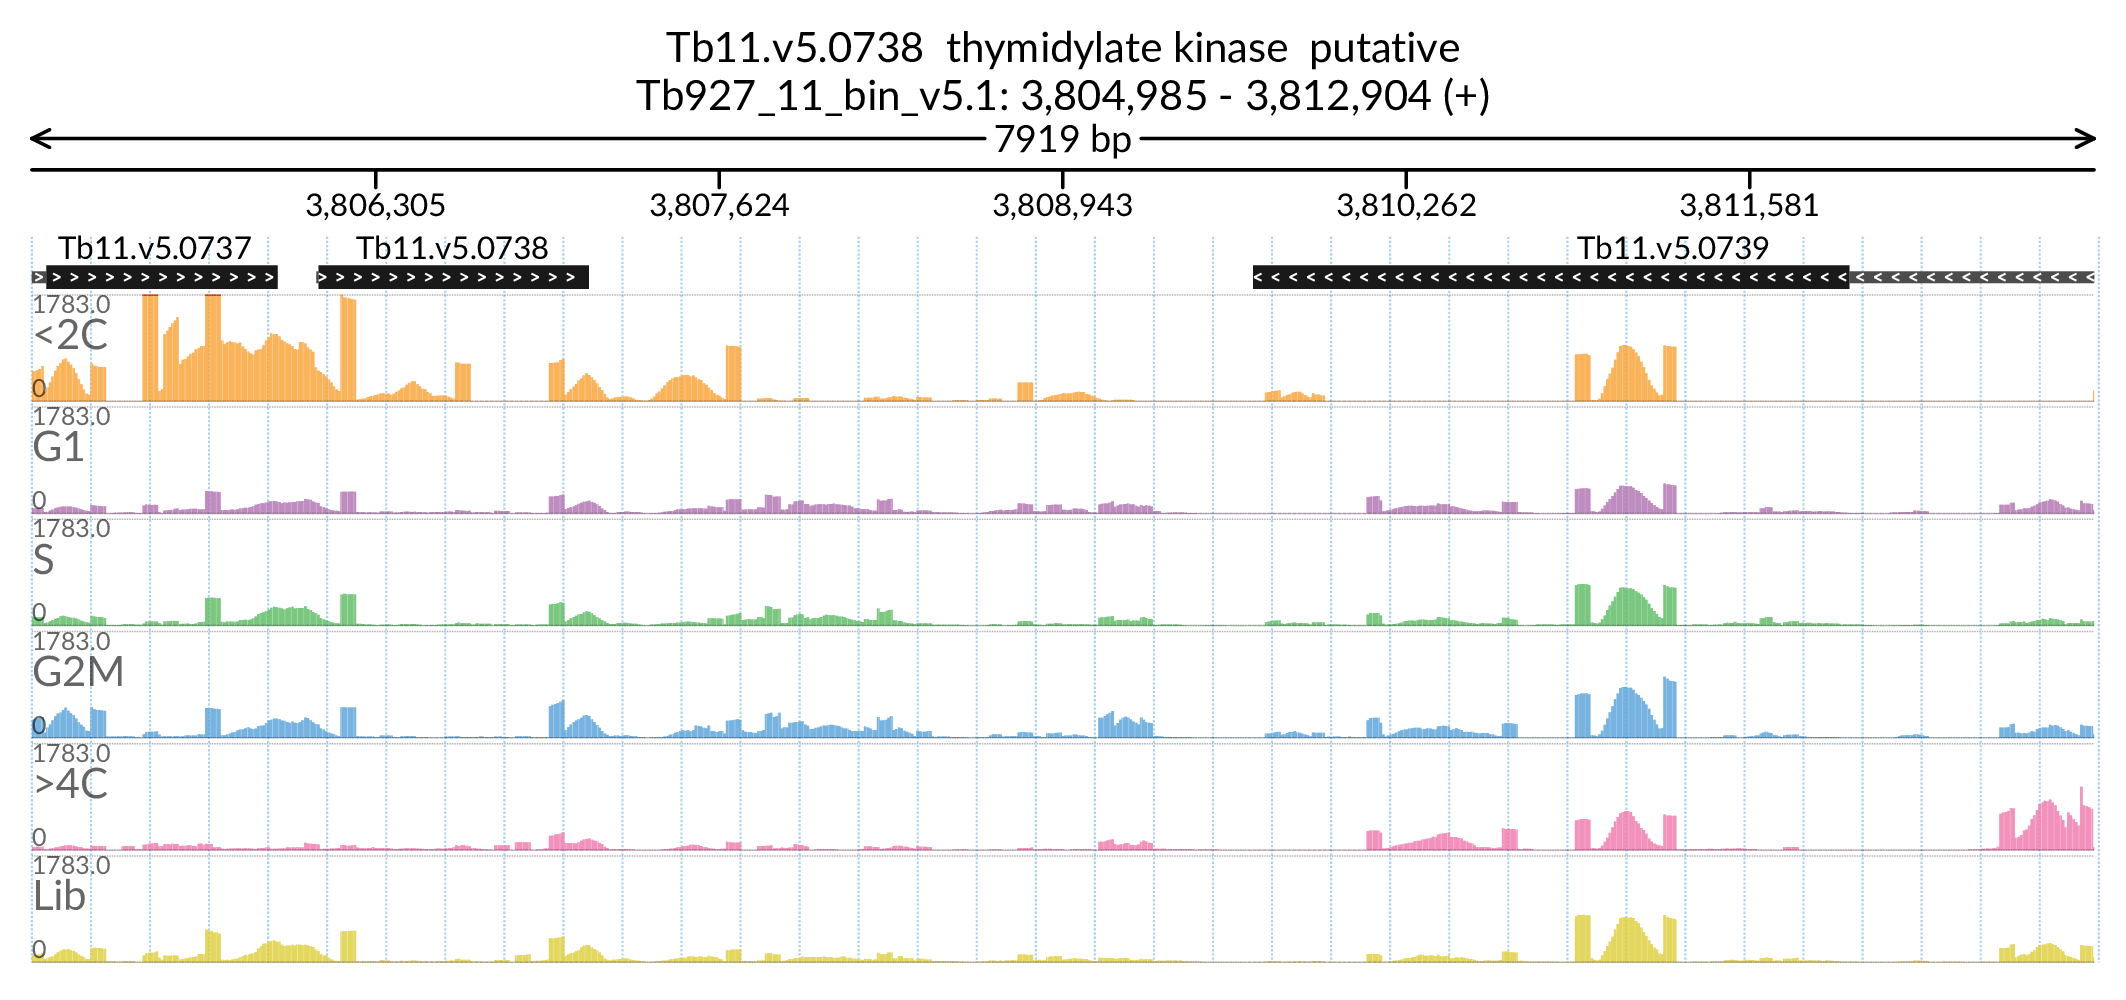 Tb11.v5.0738 thymidylate kinase putative
Tb927_11_bin_v5.1: 3,804,985 - 3,812,904 (+)
7919 bp
3,806,305 3,807,624 3,808,943 3,810,262 3,811,581
Tb11.v5.0737 Tb11.v5.0738 Tb11.v5.0739
1783.0
<2C
0
1783.0
G1
0
1783.0
S
0
1783.0
G2M
0
1783.0
>4C
0
1783.0
Lib
0